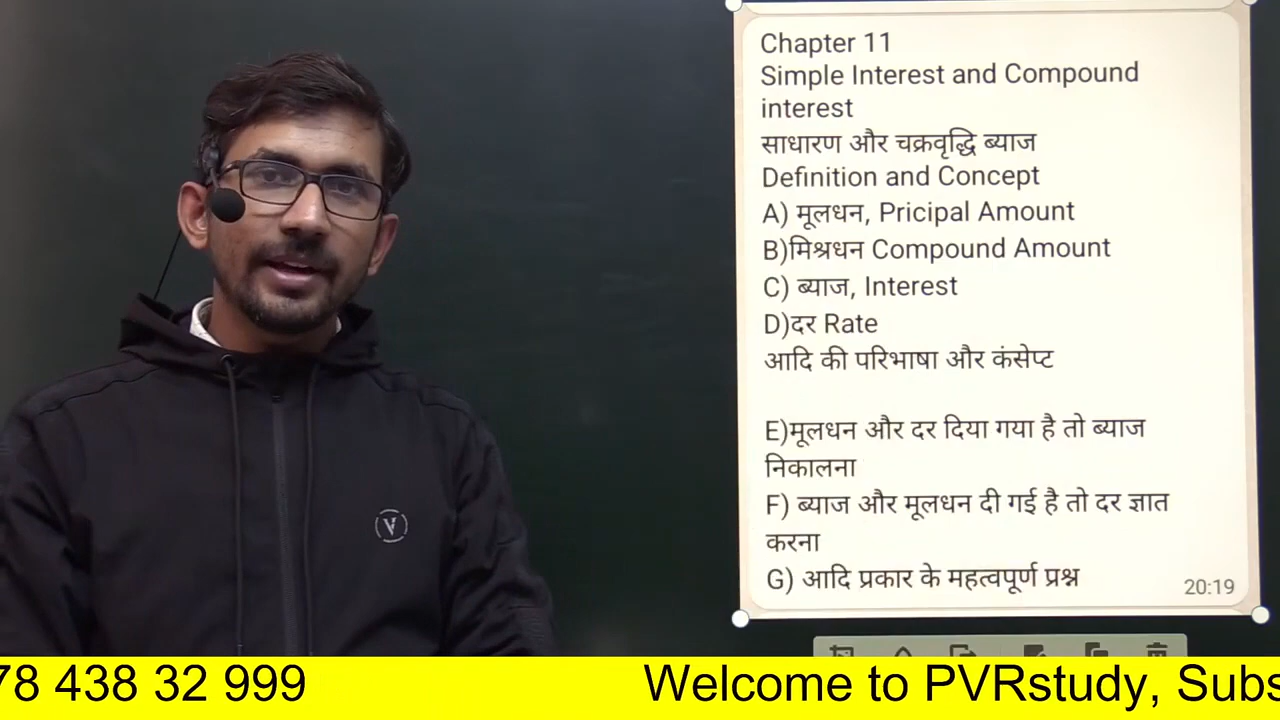 Chapter 11
Simple Interest and Compound
interest
साधारण और चक्रवृद्धि ब्याज
Definition and Concept
A) मूलधन, Pricipal Amount
B)मिश्रधन Compound Amount
C) ब्याज, Interest
D)दर Rate
आदि की परिभाषा और कंसेप्ट
E)मूलधन और दर दिया गया है तो ब्याज
निकालना
F) ब्याज और मूलधन दी गई है तो दर ज्ञात
करना
G) आदि प्रकार के महत्वपूर्ण प्रश्न
20:19
V
78 438 32 999 Welcome to PVRstudy, Subs